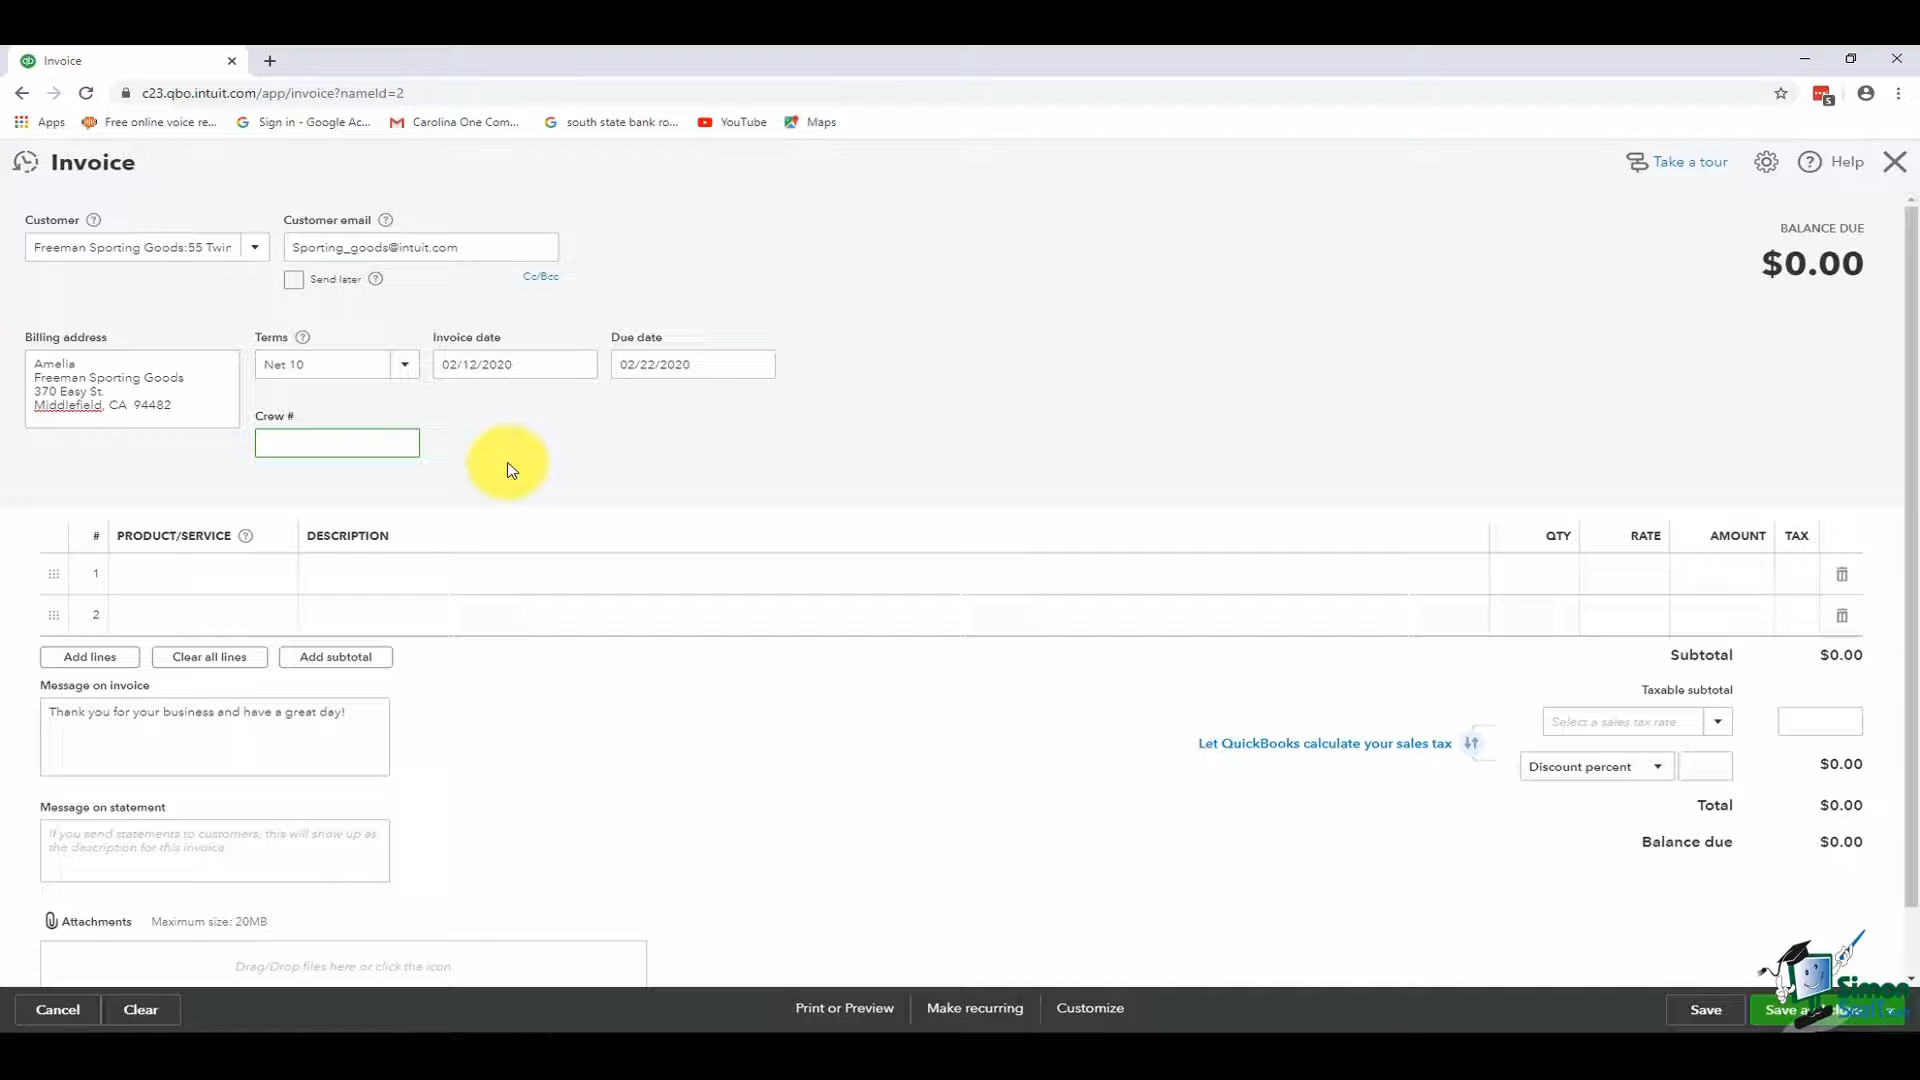 Invoice
c23.qbo.intuit.com/app/invoice?nameId=2
5
Apps
Free online voice re...
Sign in - Google Ac...
Carolina One Com...
south state bank ro...
YouTube
Maps
Invoice
Take a tour
Help
Customer
Customer email
BALANCE DUE
Freeman Sporting Goods:55 Twin
Sporting_goods@intuit.com
$0.00
Send later
Cc/Bcc
Billing address
Terms
Invoice date
Due date
Amelia
Freeman Sporting Goods
370 Easy St.
Middlefield, CA 94482
Net 10
02/12/2020
02/22/2020
Crew #
# PRODUCT/SERVICE DESCRIPTION QTY RATE AMOUNT TAX
1
2
Add lines
Clear all lines
Add subtotal
Subtotal $0.00
Message on invoice
Taxable subtotal
Thank you for your business and have a great day!
Select a sales tax rate
Let QuickBooks calculate your sales tax
Discount percent
$0.00
Message on statement
Total $0.00
If you send statements to customers, this will show up as
the description for this invoice
Balance due $0.00
Attachments Maximum size: 20MB
Drag/Drop files here or click the icon
Cancel
Clear
Print or Preview
Make recurring
Customize
Save
Save a
Simon